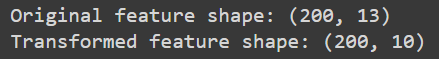 Original feature shape: (200, 13)
Transformed feature shape: (200, 10)